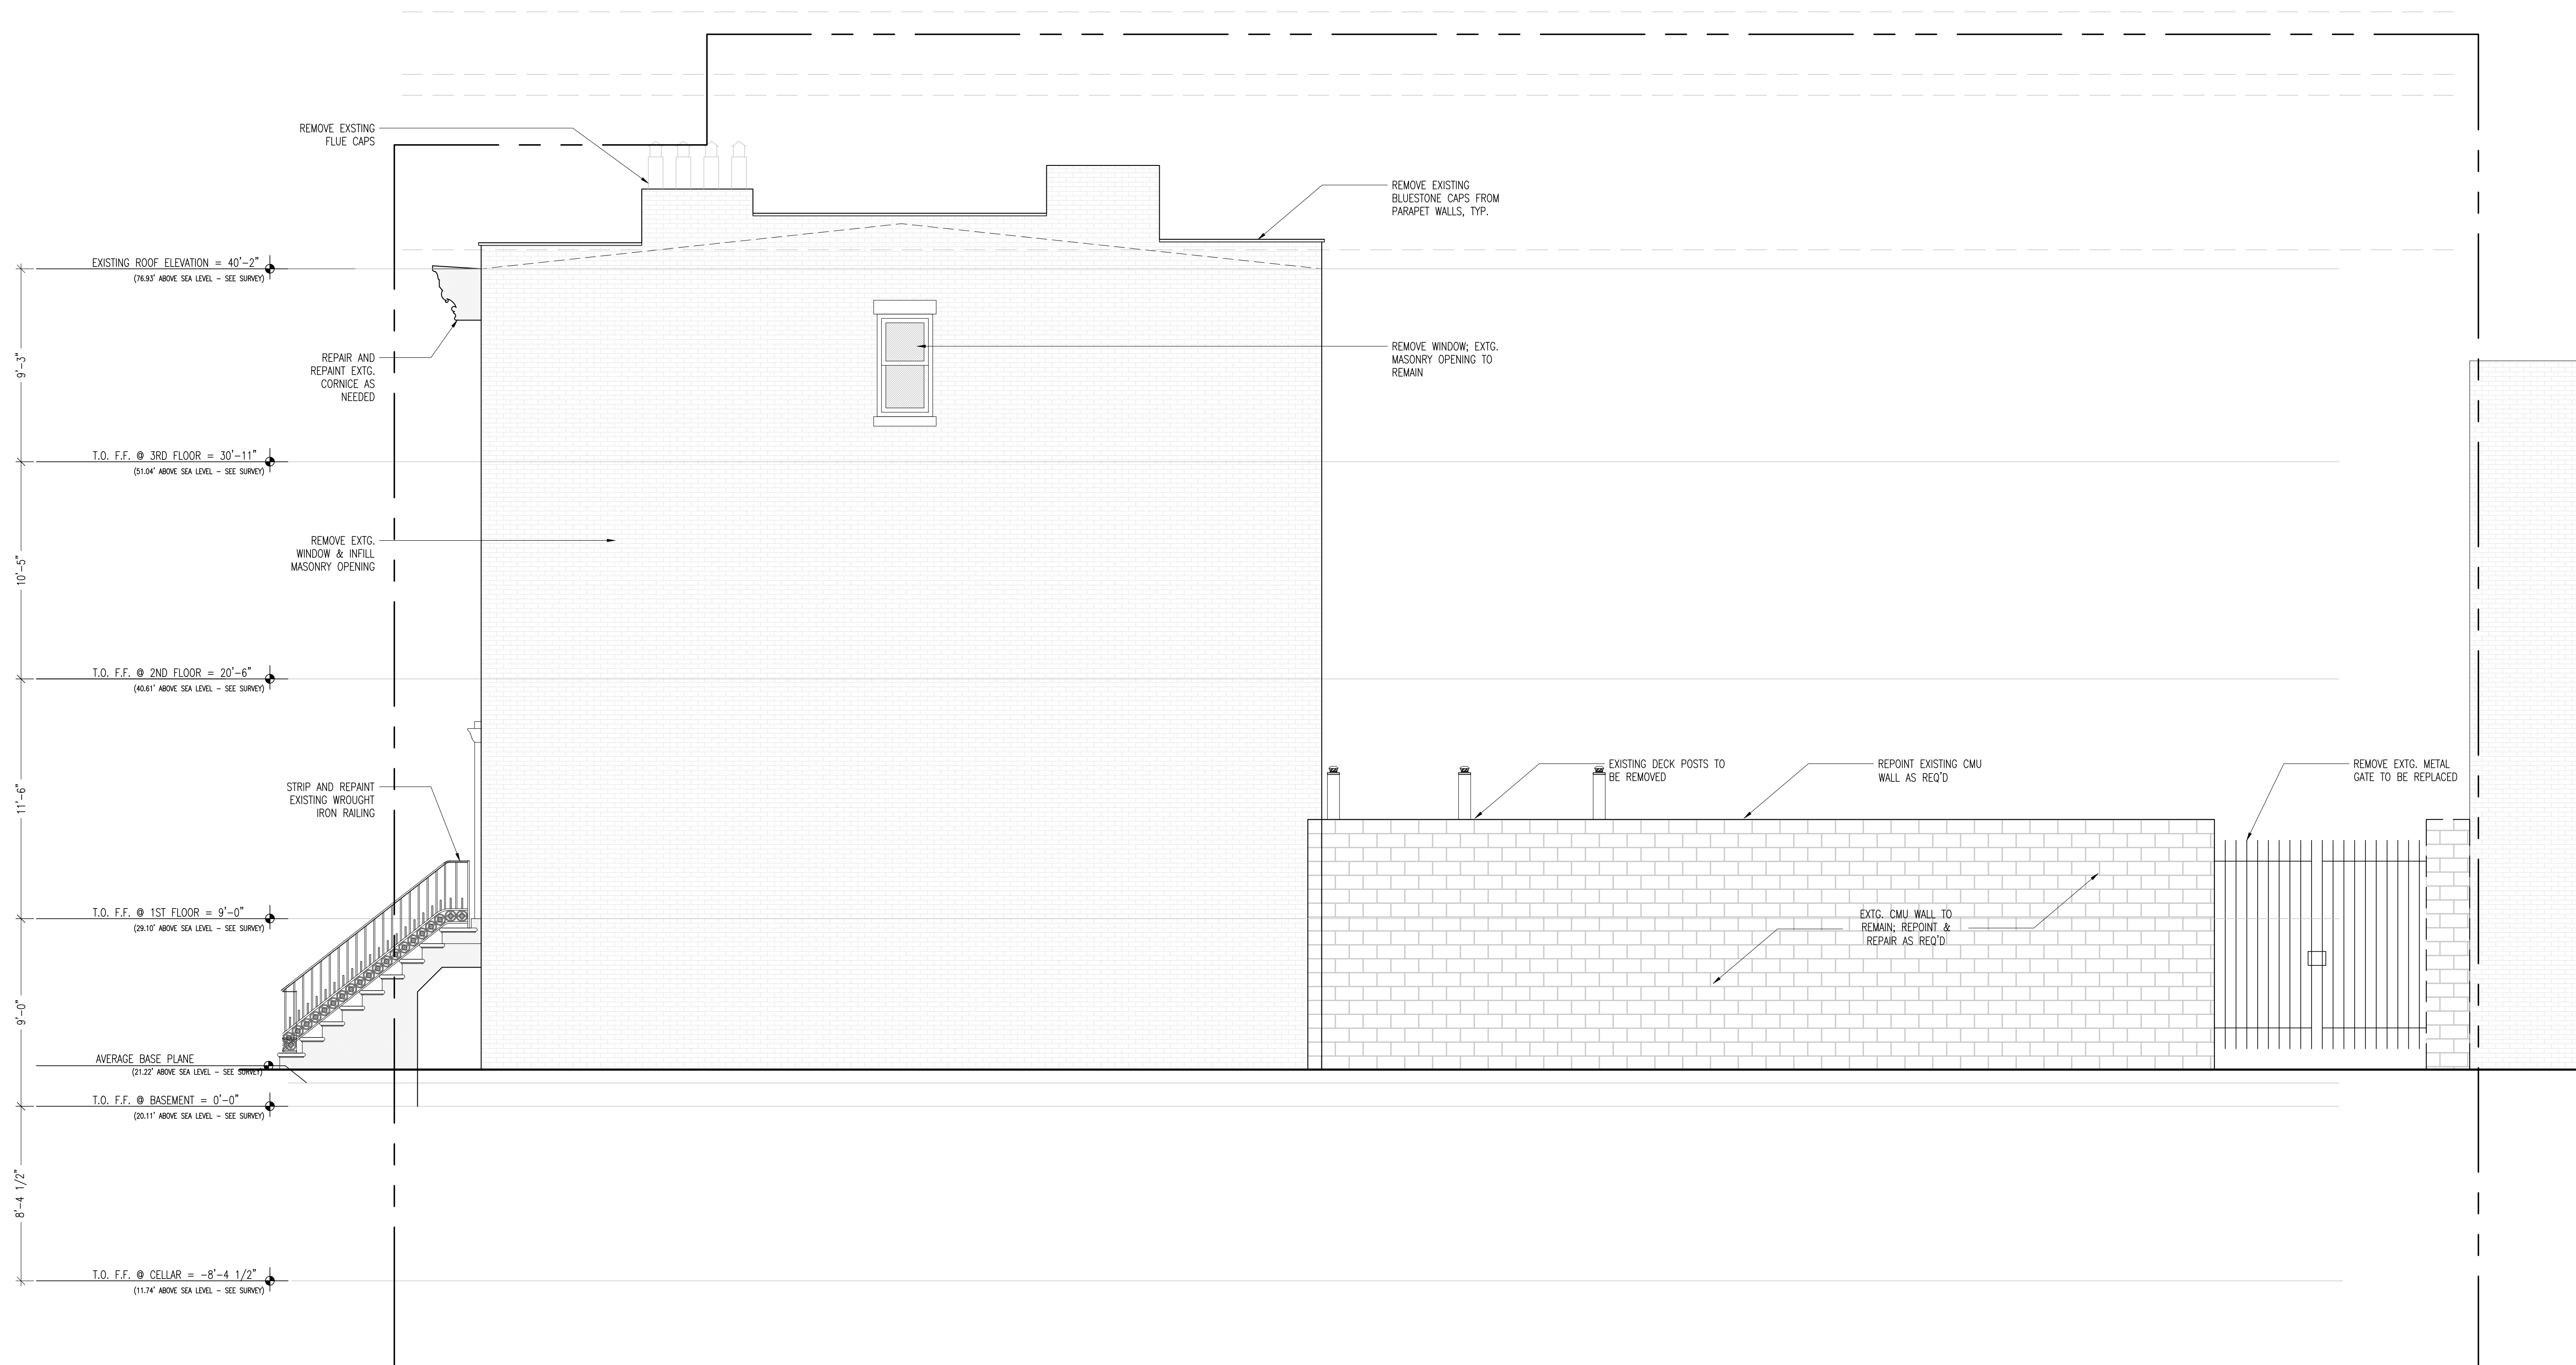 REMOVE EXSTING
FLUE CAPS
REMOVE EXISTING
BLUESTONE CAPS FROM
PARAPET WALLS, TYP.
EXISTING ROOF ELEVATION = 40'-2"
(76.93' ABOVE SEA LEVEL - SEE SURVEY)
9'-3"
REPAIR AND
REPAINT EXTG.
CORNICE AS
NEEDED
REMOVE WINDOW; EXTG.
MASONRY OPENING TO
REMAIN
T.O. F.F. @ 3RD FLOOR = 30'-11"
(51.04' ABOVE SEA LEVEL - SEE SURVEY)
10'-5"
REMOVE EXTG.
WINDOW & INFILL
MASONRY OPENING
T.O. F.F. @ 2ND FLOOR = 20'-6"
(40.61' ABOVE SEA LEVEL - SEE SURVEY)
11'-6"
STRIP AND REPAINT
EXISTING WROUGHT
IRON RAILING
EXISTING DECK POSTS TO
BE REMOVED
REPOINT EXISTING CMU
WALL AS REQ'D
REMOVE EXTG. METAL
GATE TO BE REPLACED
T.O. F.F. @ 1ST FLOOR = 9'-0"
(29.10' ABOVE SEA LEVEL - SEE SURVEY)
EXTG. CMU WALL TO
REMAIN; REPOINT &
REPAIR AS REQ'D
9'-0"
AVERAGE BASE PLANE
(21.22' ABOVE SEA LEVEL - SEE SURVEY)
T.O. F.F. @ BASEMENT = 0'-0"
(20.11' ABOVE SEA LEVEL - SEE SURVEY)
8'-4 1/2"
T.O. F.F. @ CELLAR = -8'-4 1/2"
(11.74' ABOVE SEA LEVEL - SEE SURVEY)